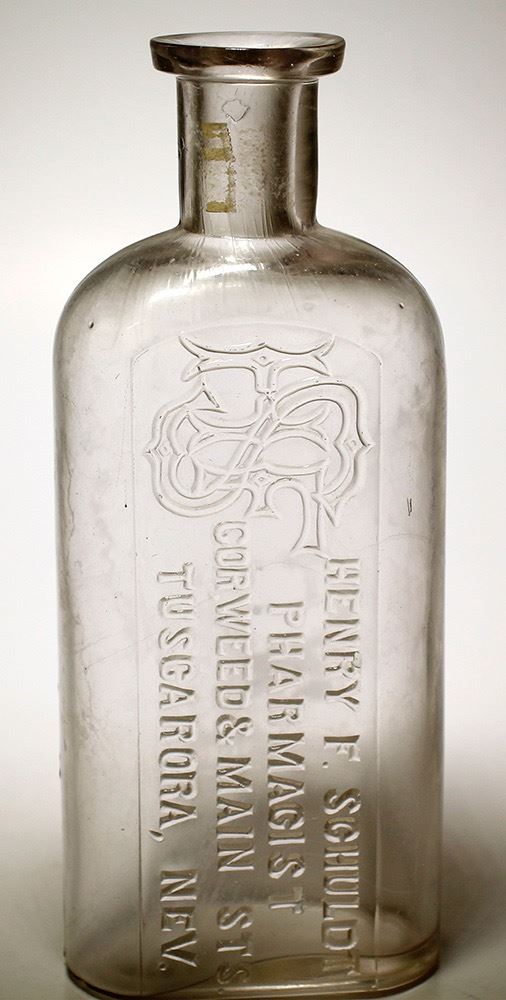 HENRY F. SCHULDT
PHARMACIST
COR WEED & MAIN STS.
TUSCARORA, NEV.